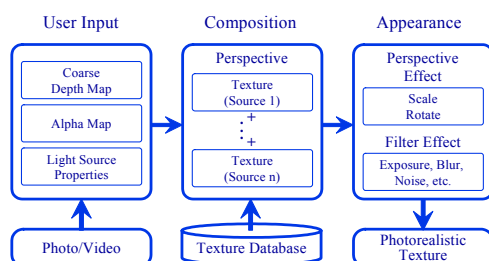 User Input
Coarse
Depth Map
Alpha Map
Light Source
Properties
Photo/Video
Composition
Perspective
Texture
(Source 1)
+
⋮
+
Texture
(Source n)
Texture Database
Appearance
Perspective
Effect
Scale
Rotate
Filter Effect
Exposure, Blur,
Noise, etc.
Photorealistic
Texture